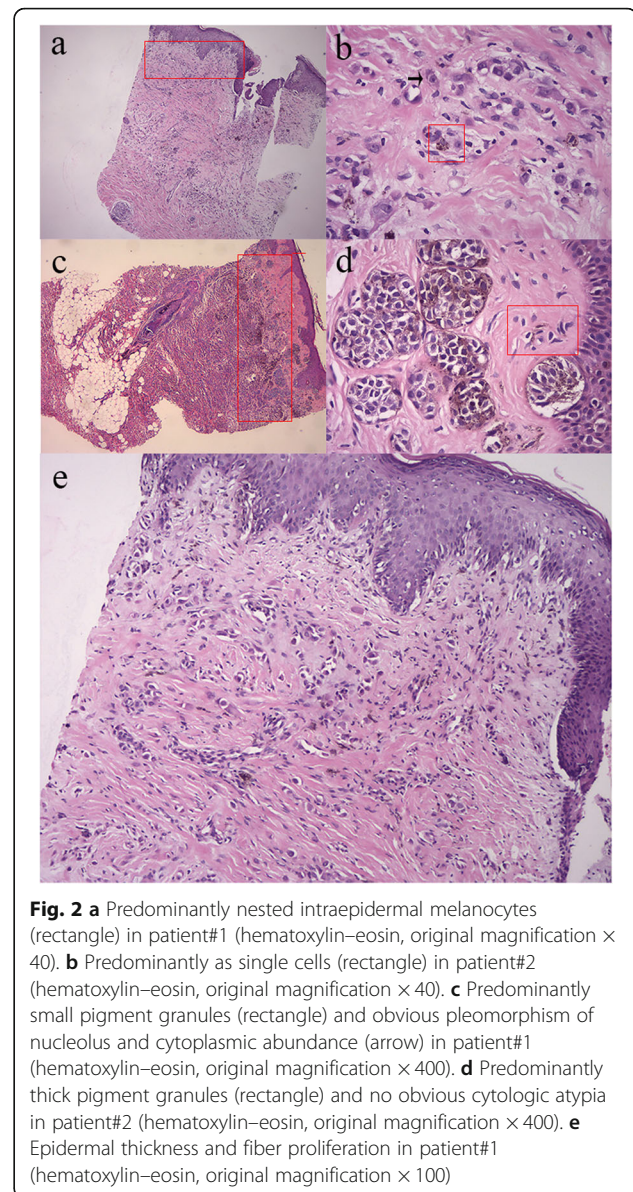 a
b
c
d
e
Fig. 2 a Predominantly nested intraepidermal melanocytes
(rectangle) in patient#1 (hematoxylin–eosin, original magnification ×
40). b Predominantly as single cells (rectangle) in patient#2
(hematoxylin–eosin, original magnification × 40). c Predominantly
small pigment granules (rectangle) and obvious pleomorphism of
nucleolus and cytoplasmic abundance (arrow) in patient#1
(hematoxylin–eosin, original magnification × 400). d Predominantly
thick pigment granules (rectangle) and no obvious cytologic atypia
in patient#2 (hematoxylin–eosin, original magnification × 400). e
Epidermal thickness and fiber proliferation in patient#1
(hematoxylin–eosin, original magnification × 100)